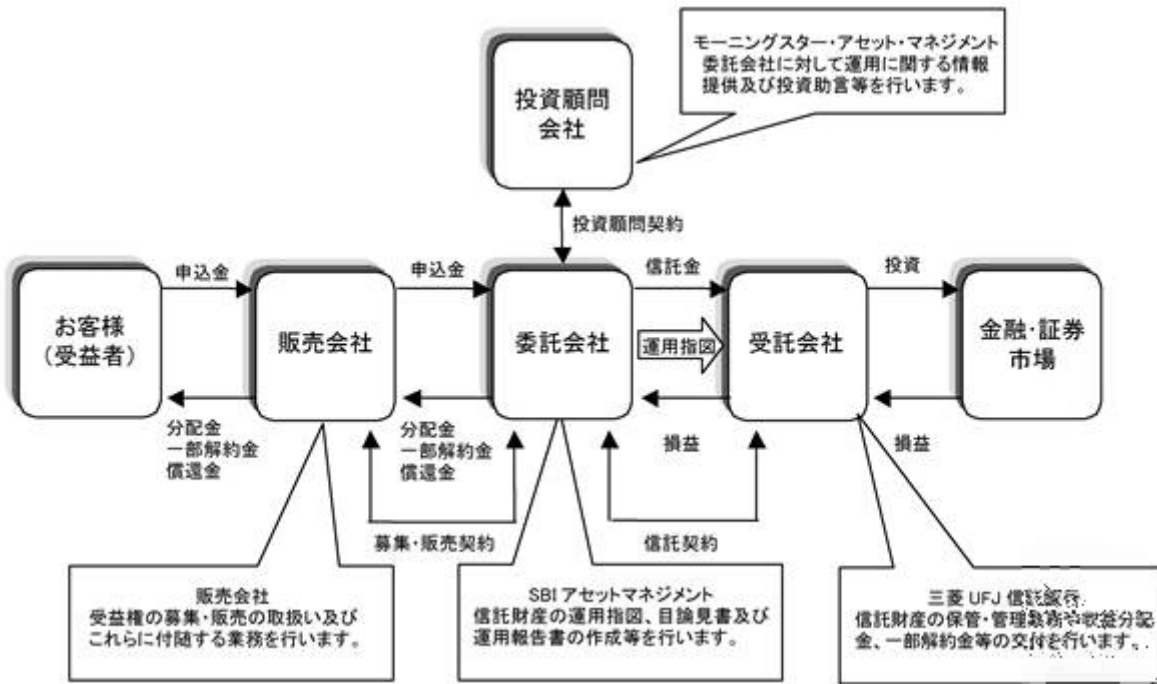 モーニングスター・アセット・マネジメント
委託会社に対して運用に関する情報
提供及び投資助言等を行います。
投資顧問
会社
投資顧問契約
申込金
申込金
信託金
投資
お客様
(受益者)
販売会社
委託会社
運用指図
受託会社
金融・証券
市場
分配金
一部解約金
償還金
分配金
一部解約金
償還金
損益
損益
募集・販売契約
信託契約
販売会社
受益権の募集・販売の取扱い及び
これらに付随する業務を行います。
SBI アセットマネジメント
信託財産の運用指図、目論見書及び
運用報告書の作成等を行います。
三菱 UFJ 信託銀行
信託財産の保管・管理業務や収益分配
金、一部解約金等の交付を行います。